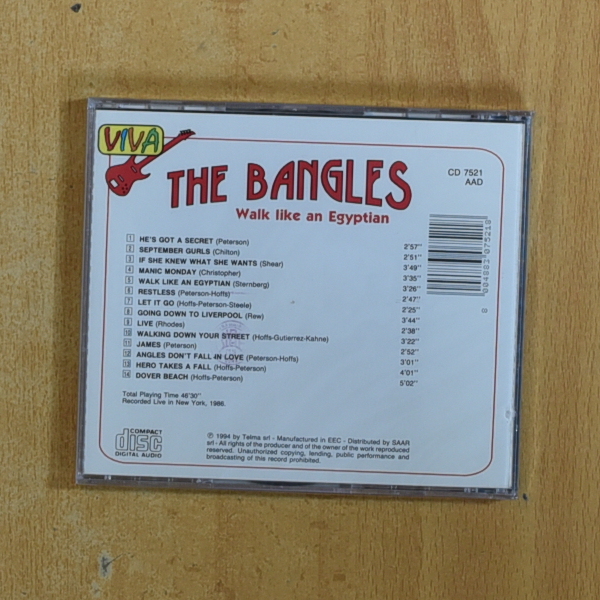 VIVA
THE BANGLES
Walk like an Egyptian
CD 7521
AAD
1 HE'S GOT A SECRET (Peterson) 2'57''
2 SEPTEMBER GURLS (Chilton) 2'51''
3 IF SHE KNEW WHAT SHE WANTS (Shear) 3'49''
4 MANIC MONDAY (Christopher) 3'35''
5 WALK LIKE AN EGYPTIAN (Sternberg) 3'26''
6 RESTLESS (Peterson-Hoffs) 2'47''
7 LET IT GO (Hoffs-Peterson-Steele) 2'25''
8 GOING DOWN TO LIVERPOOL (Rew) 3'44''
9 LIVE (Rhodes) 2'38''
10 WALKING DOWN YOUR STREET (Hoffs-Gutierrez-Kahne) 3'22''
11 JAMES (Peterson) 2'52''
12 ANGLES DON'T FALL IN LOVE (Peterson-Hoffs) 3'01''
13 HERO TAKES A FALL (Hoffs-Peterson) 4'01''
14 DOVER BEACH (Hoffs-Peterson) 5'02''
Total Playing Time 46'30''
Recorded Live in New York, 1986.
COMPACT
disc
DIGITAL AUDIO
℗ 1994 by Telma srl - Manufactured in EEC - Distributed by SAAR
srl - All rights of the producer and of the owner of the work reproduced
reserved. Unauthorized copying, lending, public performance and
broadcasting of this record prohibited.